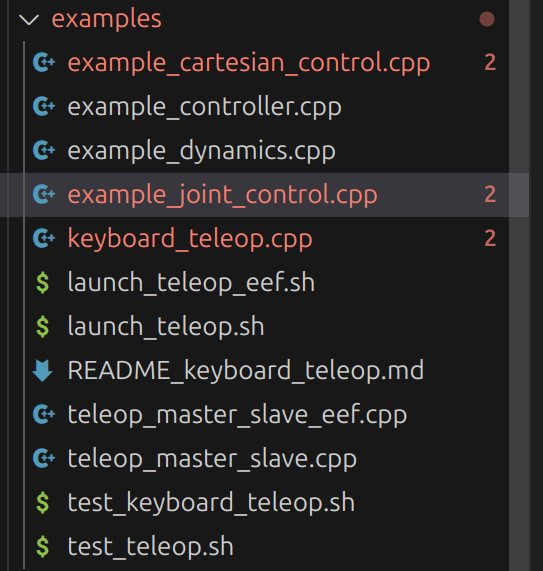 examples
example_cartesian_control.cpp 2
example_controller.cpp
example_dynamics.cpp
example_joint_control.cpp 2
keyboard_teleop.cpp 2
$ launch_teleop_eef.sh
$ launch_teleop.sh
README_keyboard_teleop.md
teleop_master_slave_eef.cpp
teleop_master_slave.cpp
$ test_keyboard_teleop.sh
$ test_teleop.sh